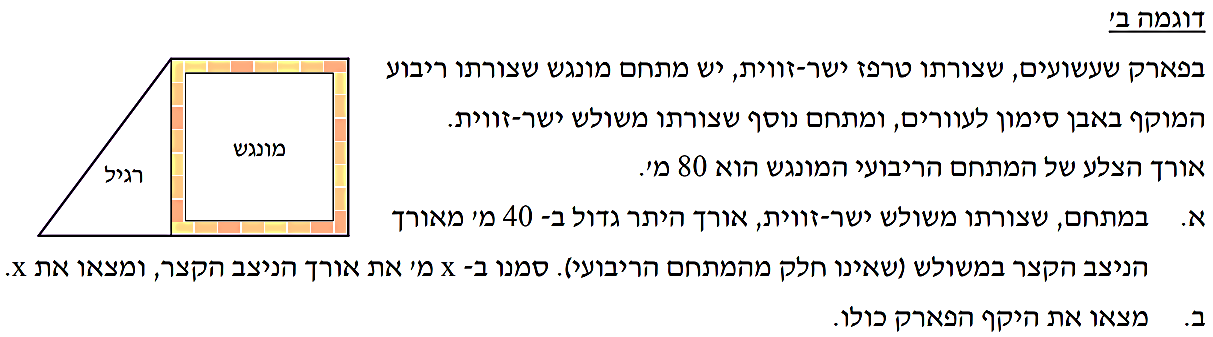 דוגמה ב'
בפארק שעשועים, שצורתו טרפז ישר-זווית, יש מתחם מונגש שצורתו ריבוע
המוקף באבן סימון לעוורים, ומתחם נוסף שצורתו משולש ישר-זווית.
אורך הצלע של המתחם הריבועי המונגש הוא 80 מ'.
א. במתחם, שצורתו משולש ישר-זווית, אורך היתר גדול ב- 40 מ' מאורך
הניצב הקצר במשולש (שאינו חלק מהמתחם הריבועי). סמנו ב- x מ' את אורך הניצב הקצר, ומצאו את x.
ב. מצאו את היקף הפארק כולו.
מונגש
רגיל